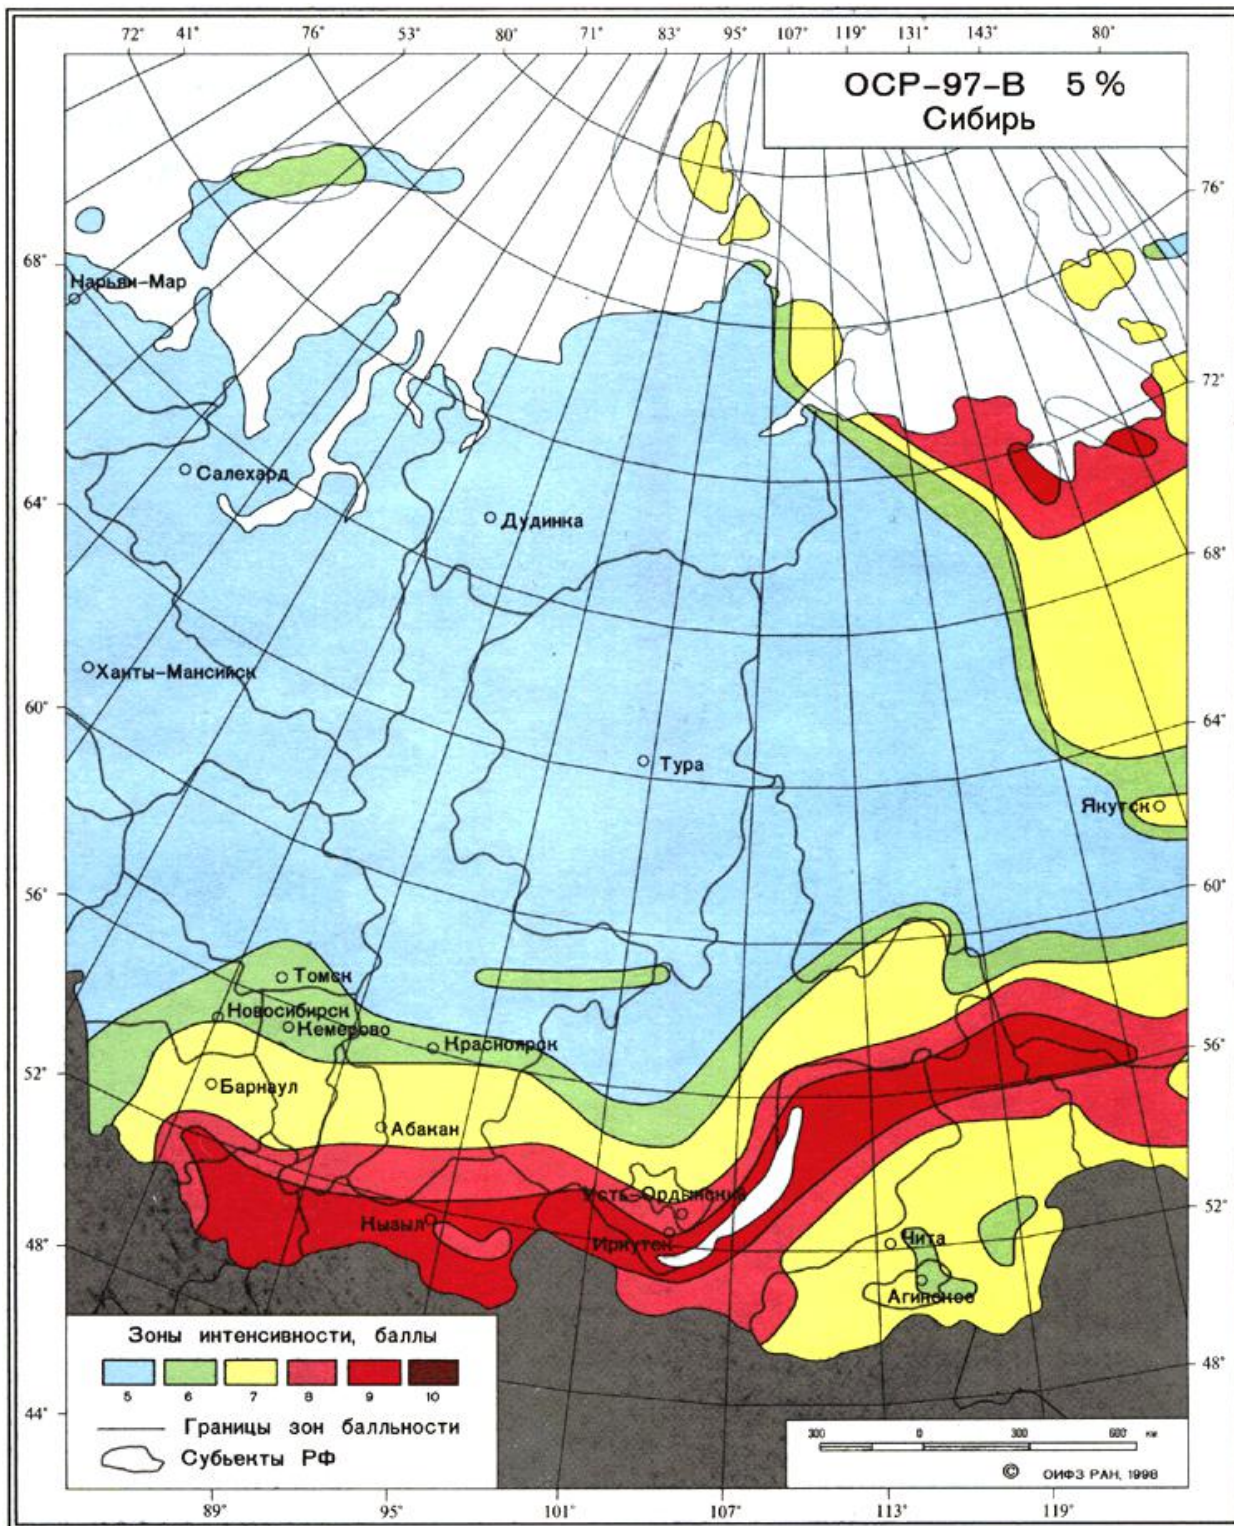 72° 41° 76° 53° 80° 71° 83° 95° 107° 119° 131° 143° 80°
ОСР-97-В 5%
Сибирь
76°
68°
Нарьян-Мар
72°
Салехард
64°
Дудинка
68°
Ханты-Мансийск
60°
64°
Тура
Якутск
56°
60°
Томск
Новосибирск
Кемерово
Красноярск
56°
52°
Барнаул
Абакан
Усть-Ордынский
52°
Кызыл
Иркутск
Чита
48°
Агинское
Зоны интенсивности, баллы
5 6 7 8 9 10
48°
44°
Границы зон балльности
Субъекты РФ
300 0 300 600 км
© ОИФЗ РАН, 1998
89° 95° 101° 107° 113° 119°